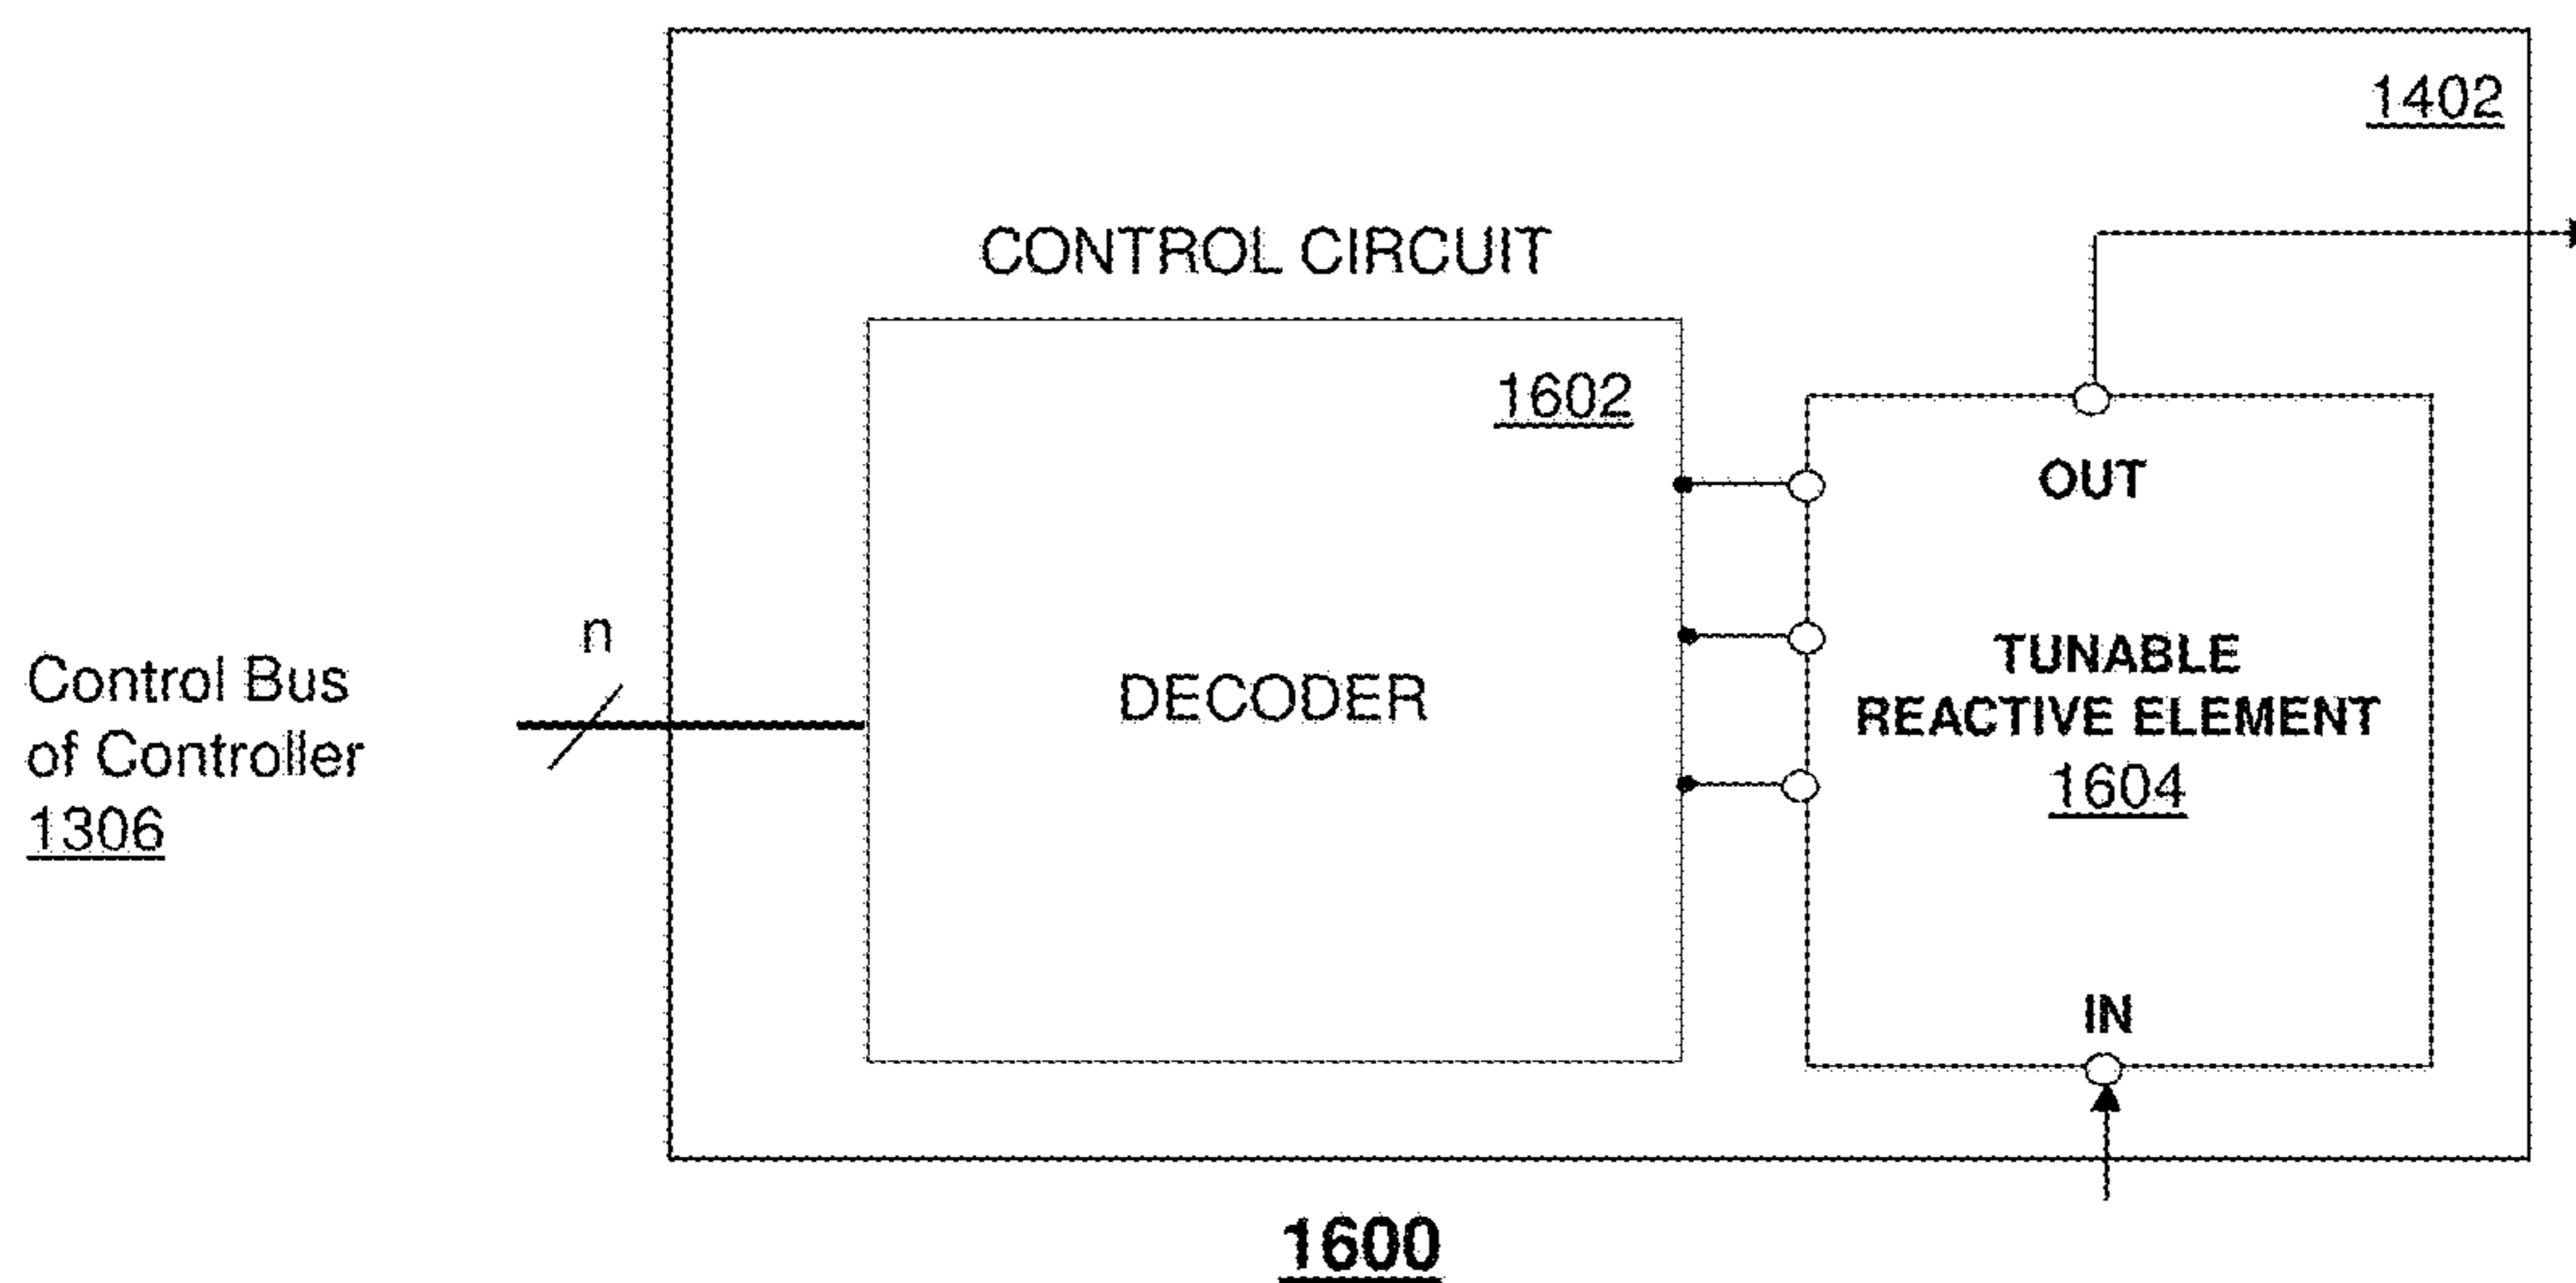 1402
CONTROL CIRCUIT
1602
OUT
n
Control Bus
of Controller
1306
DECODER
TUNABLE
REACTIVE ELEMENT
1604
IN
1600